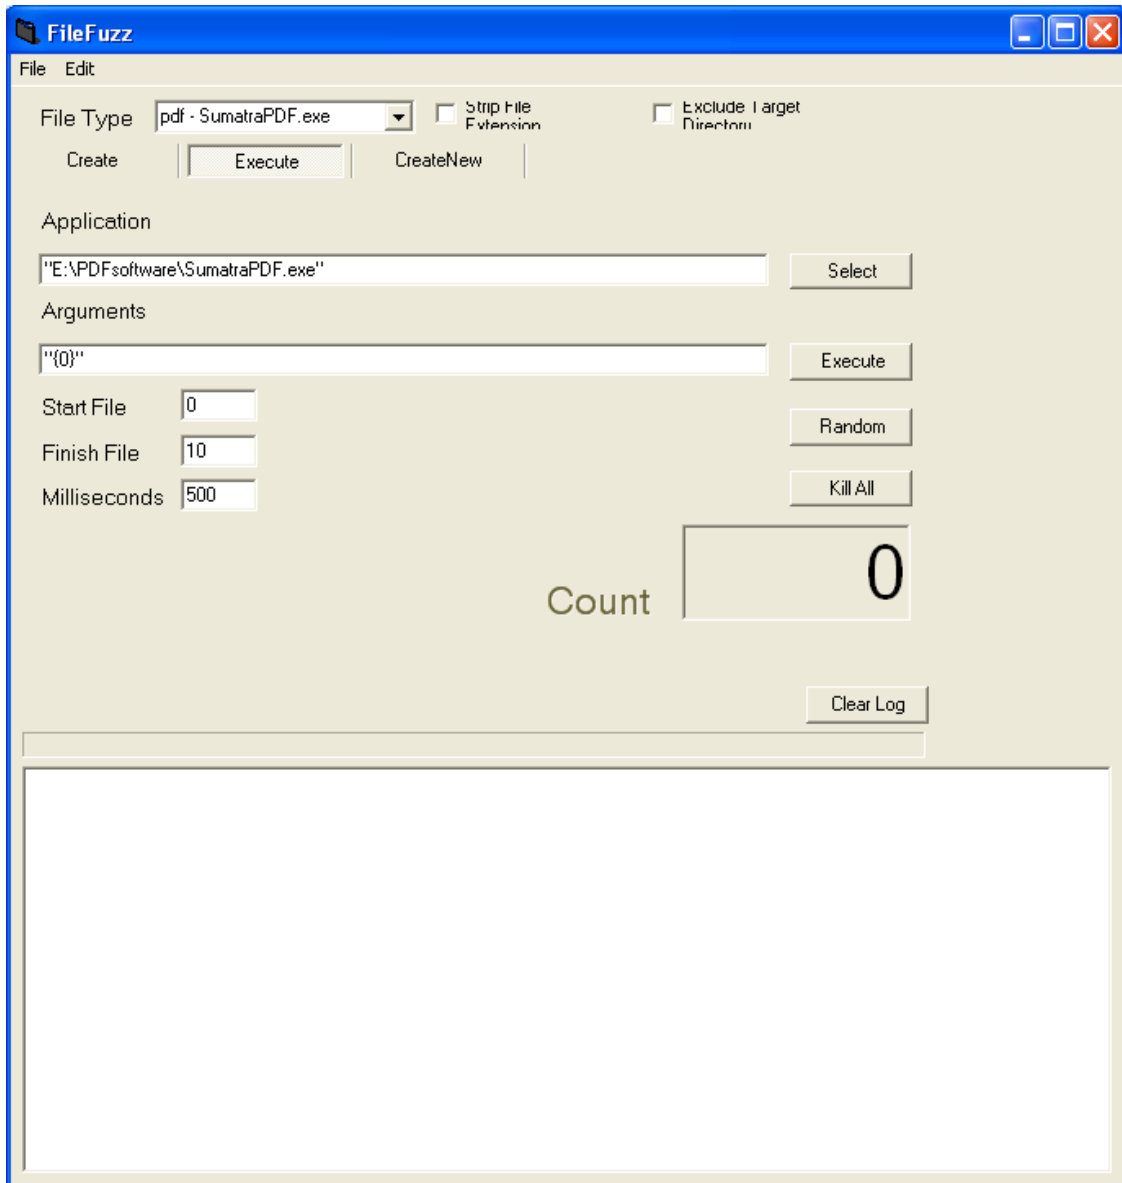 FileFuzz
File Edit
File Type pdf - SumatraPDF.exe Strip File Extension Exclude Target Directory
Create Execute CreateNew
Application
"E:\PDFsoftware\SumatraPDF.exe" Select
Arguments
"{0}" Execute
Start File 0
Random
Finish File 10
Milliseconds 500 Kill All
Count 0
Clear Log